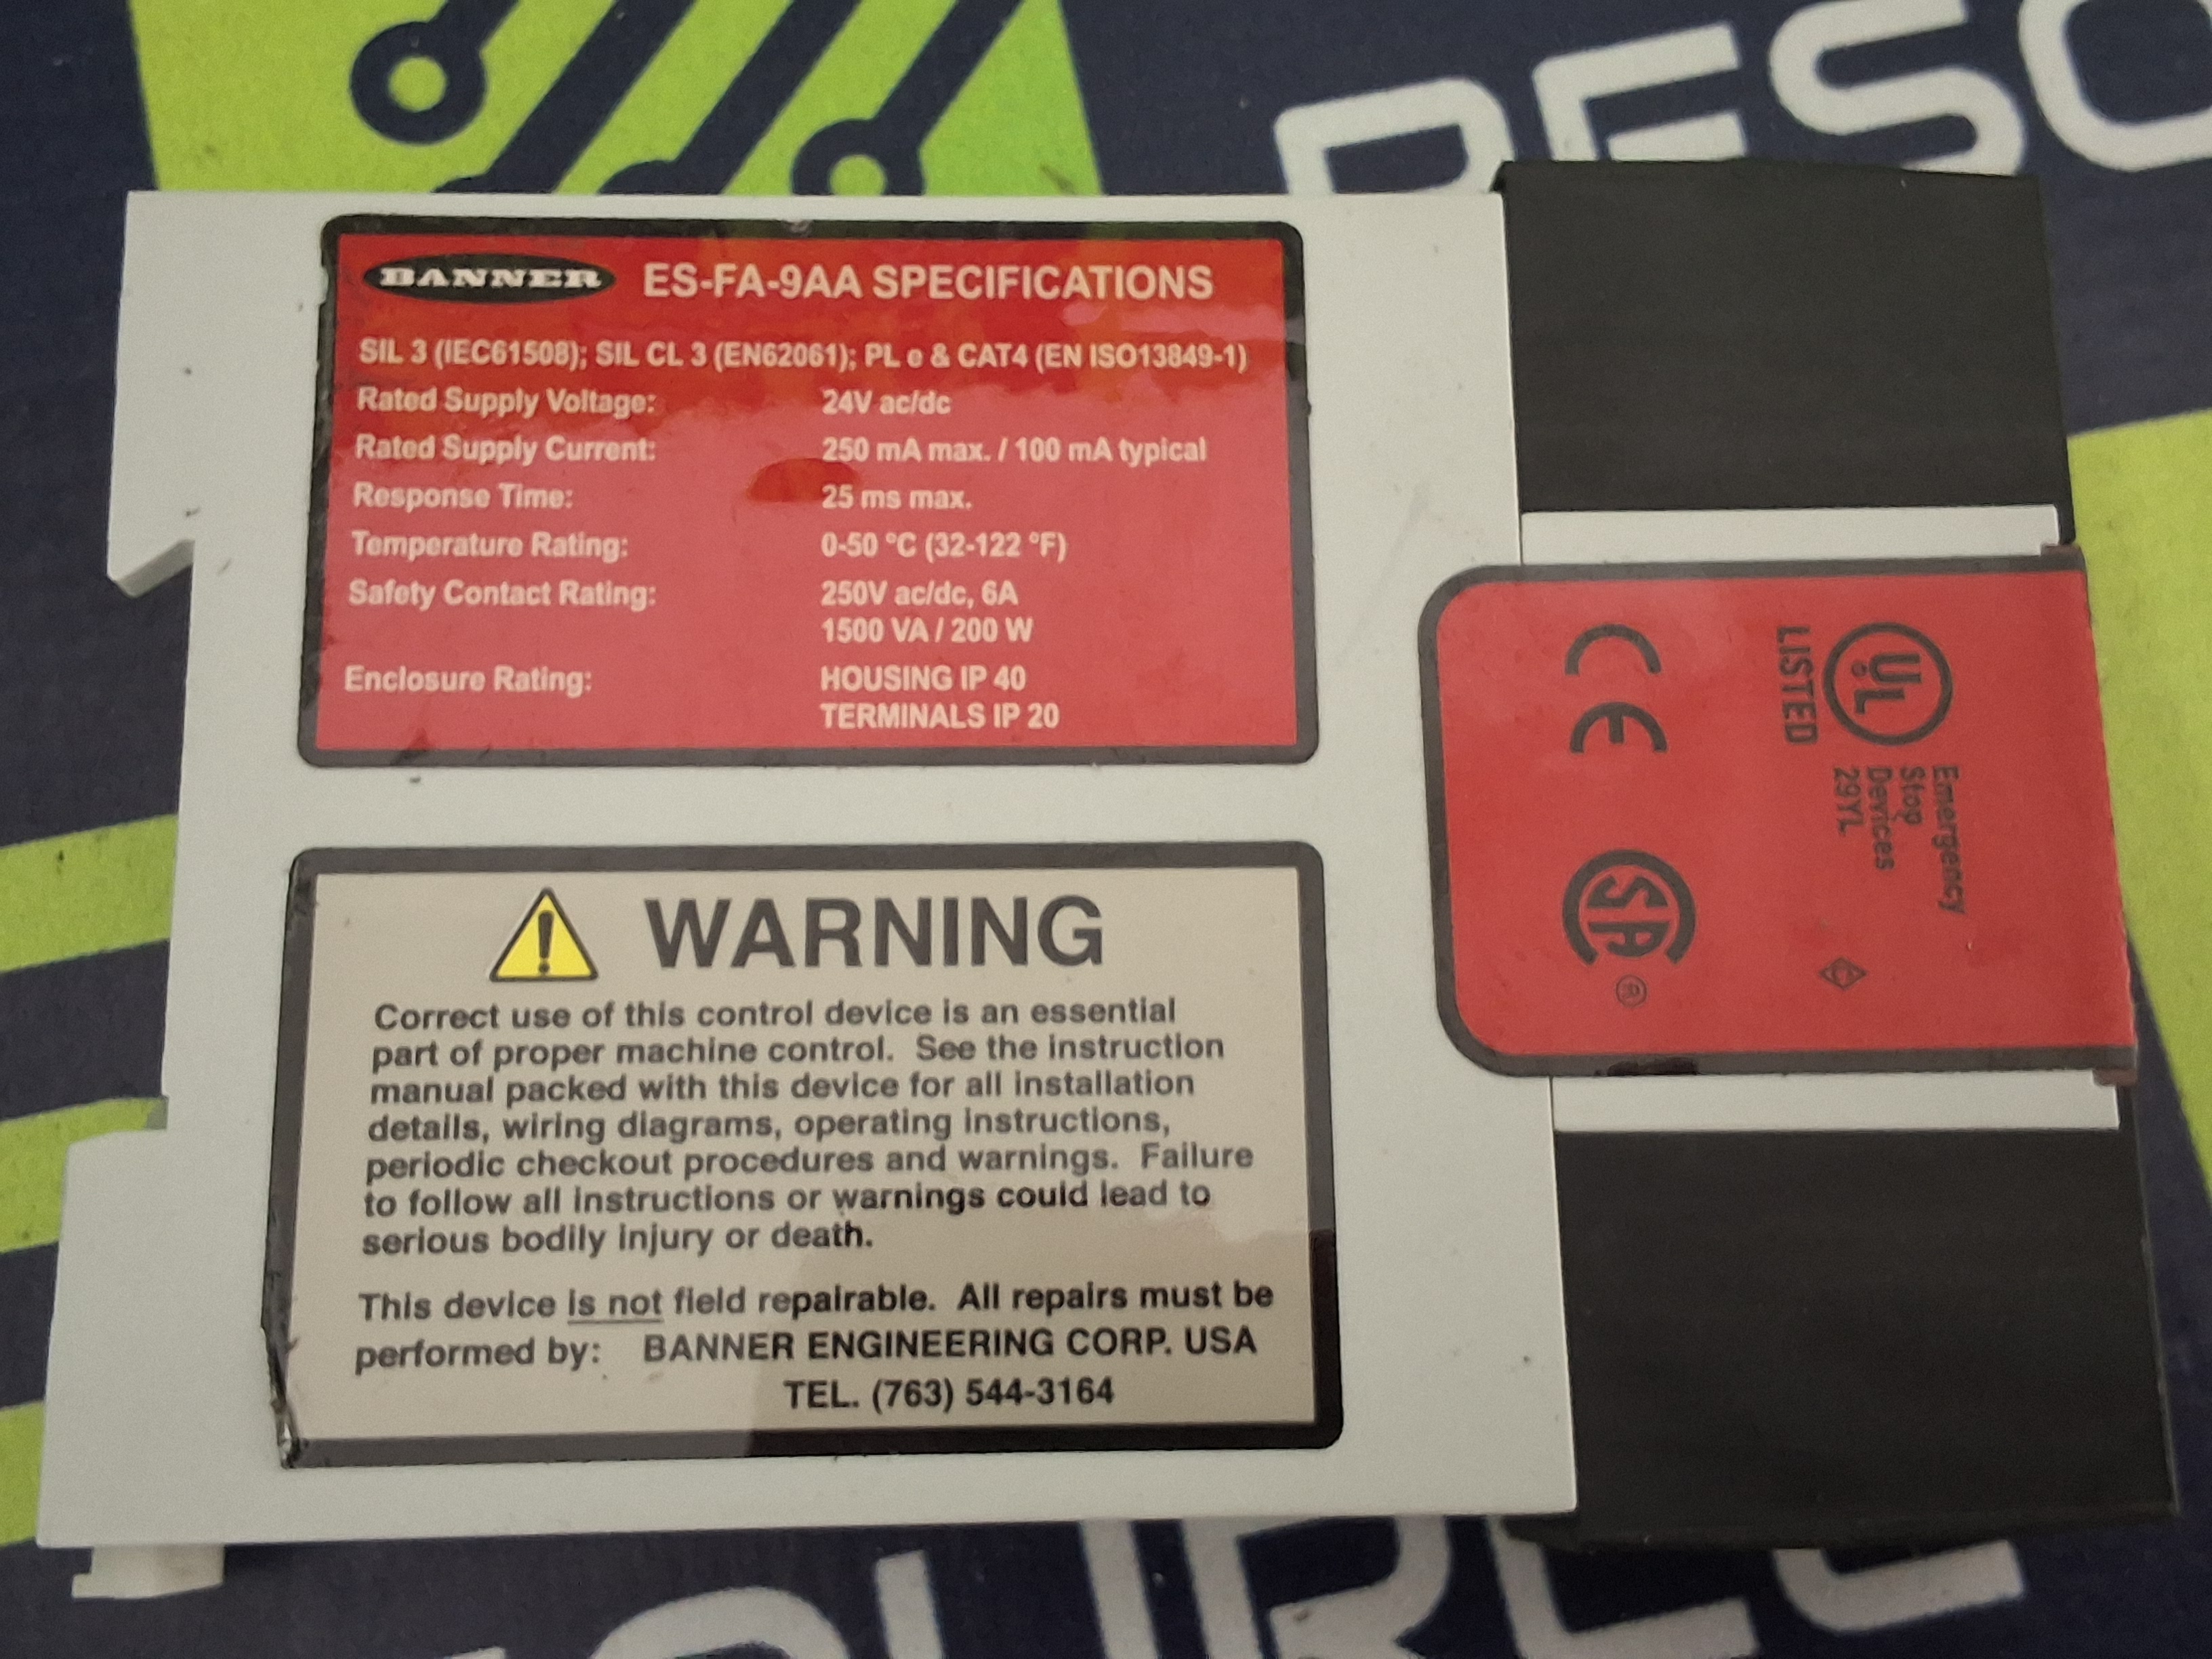 BANNER ES-FA-9AA SPECIFICATIONS
SIL 3 (IEC61508); SIL CL 3 (EN62061); PL e & CAT4 (EN ISO13849-1)
Rated Supply Voltage: 24V ac/dc
Rated Supply Current: 250 mA max. / 100 mA typical
Response Time: 25 ms max.
Temperature Rating: 0-50 °C (32-122 °F)
Safety Contact Rating: 250V ac/dc, 6A
1500 VA / 200 W
Enclosure Rating: HOUSING IP 40
TERMINALS IP 20
WARNING
Correct use of this control device is an essential
part of proper machine control. See the instruction
manual packed with this device for all installation
details, wiring diagrams, operating instructions,
periodic checkout procedures and warnings. Failure
to follow all instructions or warnings could lead to
serious bodily injury or death.
This device is not field repairable. All repairs must be
performed by: BANNER ENGINEERING CORP. USA
TEL. (763) 544-3164
UL
LISTED
Emergency
Stop
Devices
29YL
CE
SA ®